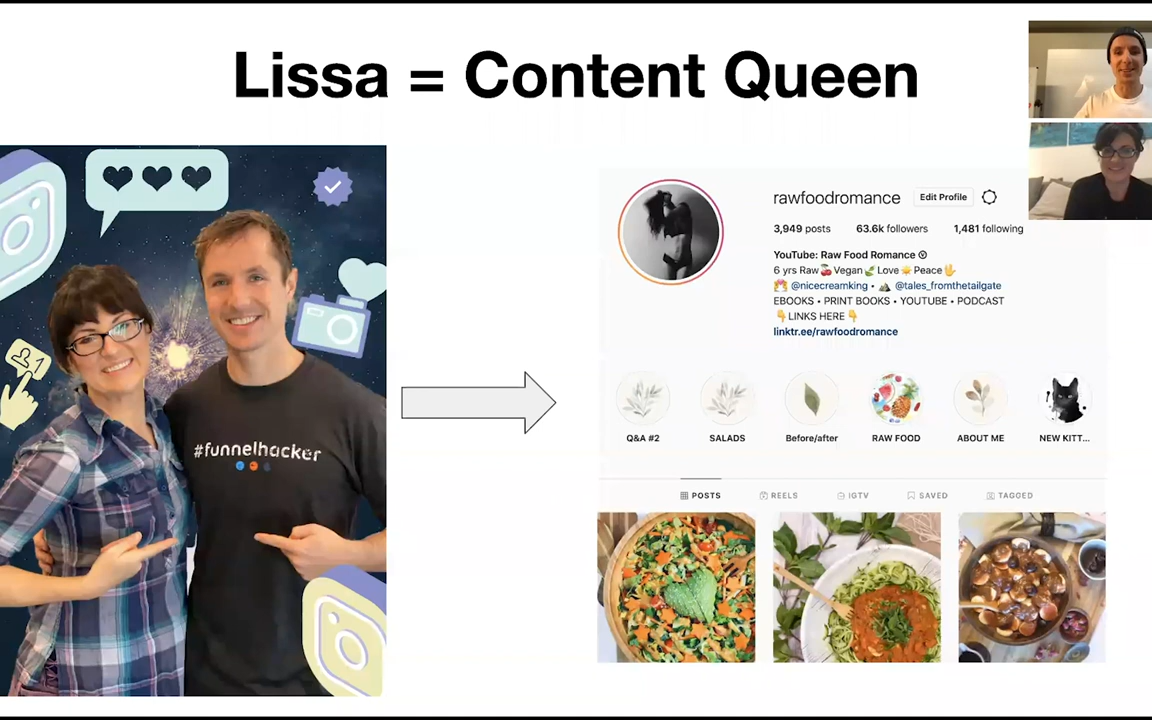 Lissa = Content Queen
1
#funnelhacker
rawfoodromance Edit Profile
3,949 posts 63.6k followers 1,481 following
YouTube: Raw Food Romance
6 yrs Raw🍒Vegan🌿Love☀️Peace🖖
@nicecreamking • @tales_fromthetailgate
EBOOKS • PRINT BOOKS • YOUTUBE • PODCAST
👇LINKS HERE👇
linktr.ee/rawfoodromance
Q&A #2 SALADS Before/after RAW FOOD ABOUT ME NEW KITT...
POSTS REELS IGTV SAVED TAGGED